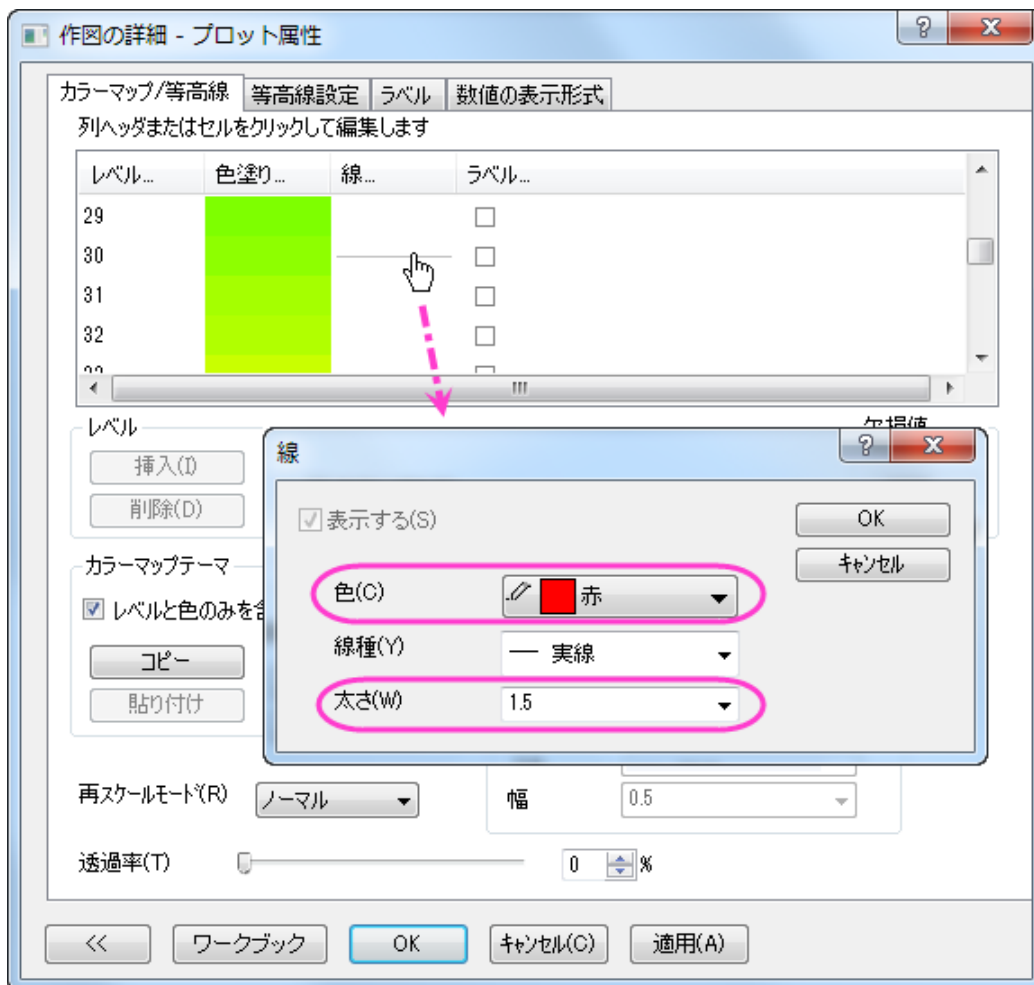 作図の詳細 - プロット属性
カラーマップ/等高線 等高線設定 ラベル 数値の表示形式
列ヘッダまたはセルをクリックして編集します
レベル... 色塗り... 線... ラベル...
29
30
31
32
レベル
欠損値
挿入(I)
削除(D)
線
表示する(S)
OK
キャンセル
色(C) 赤
線種(Y) 実線
太さ(W) 1.5
カラーマップテーマ
レベルと色のみを含
コピー
貼り付け
再スケールモード(R) ノーマル
幅 0.5
透過率(T) 0 %
<< ワークブック OK キャンセル(C) 適用(A)